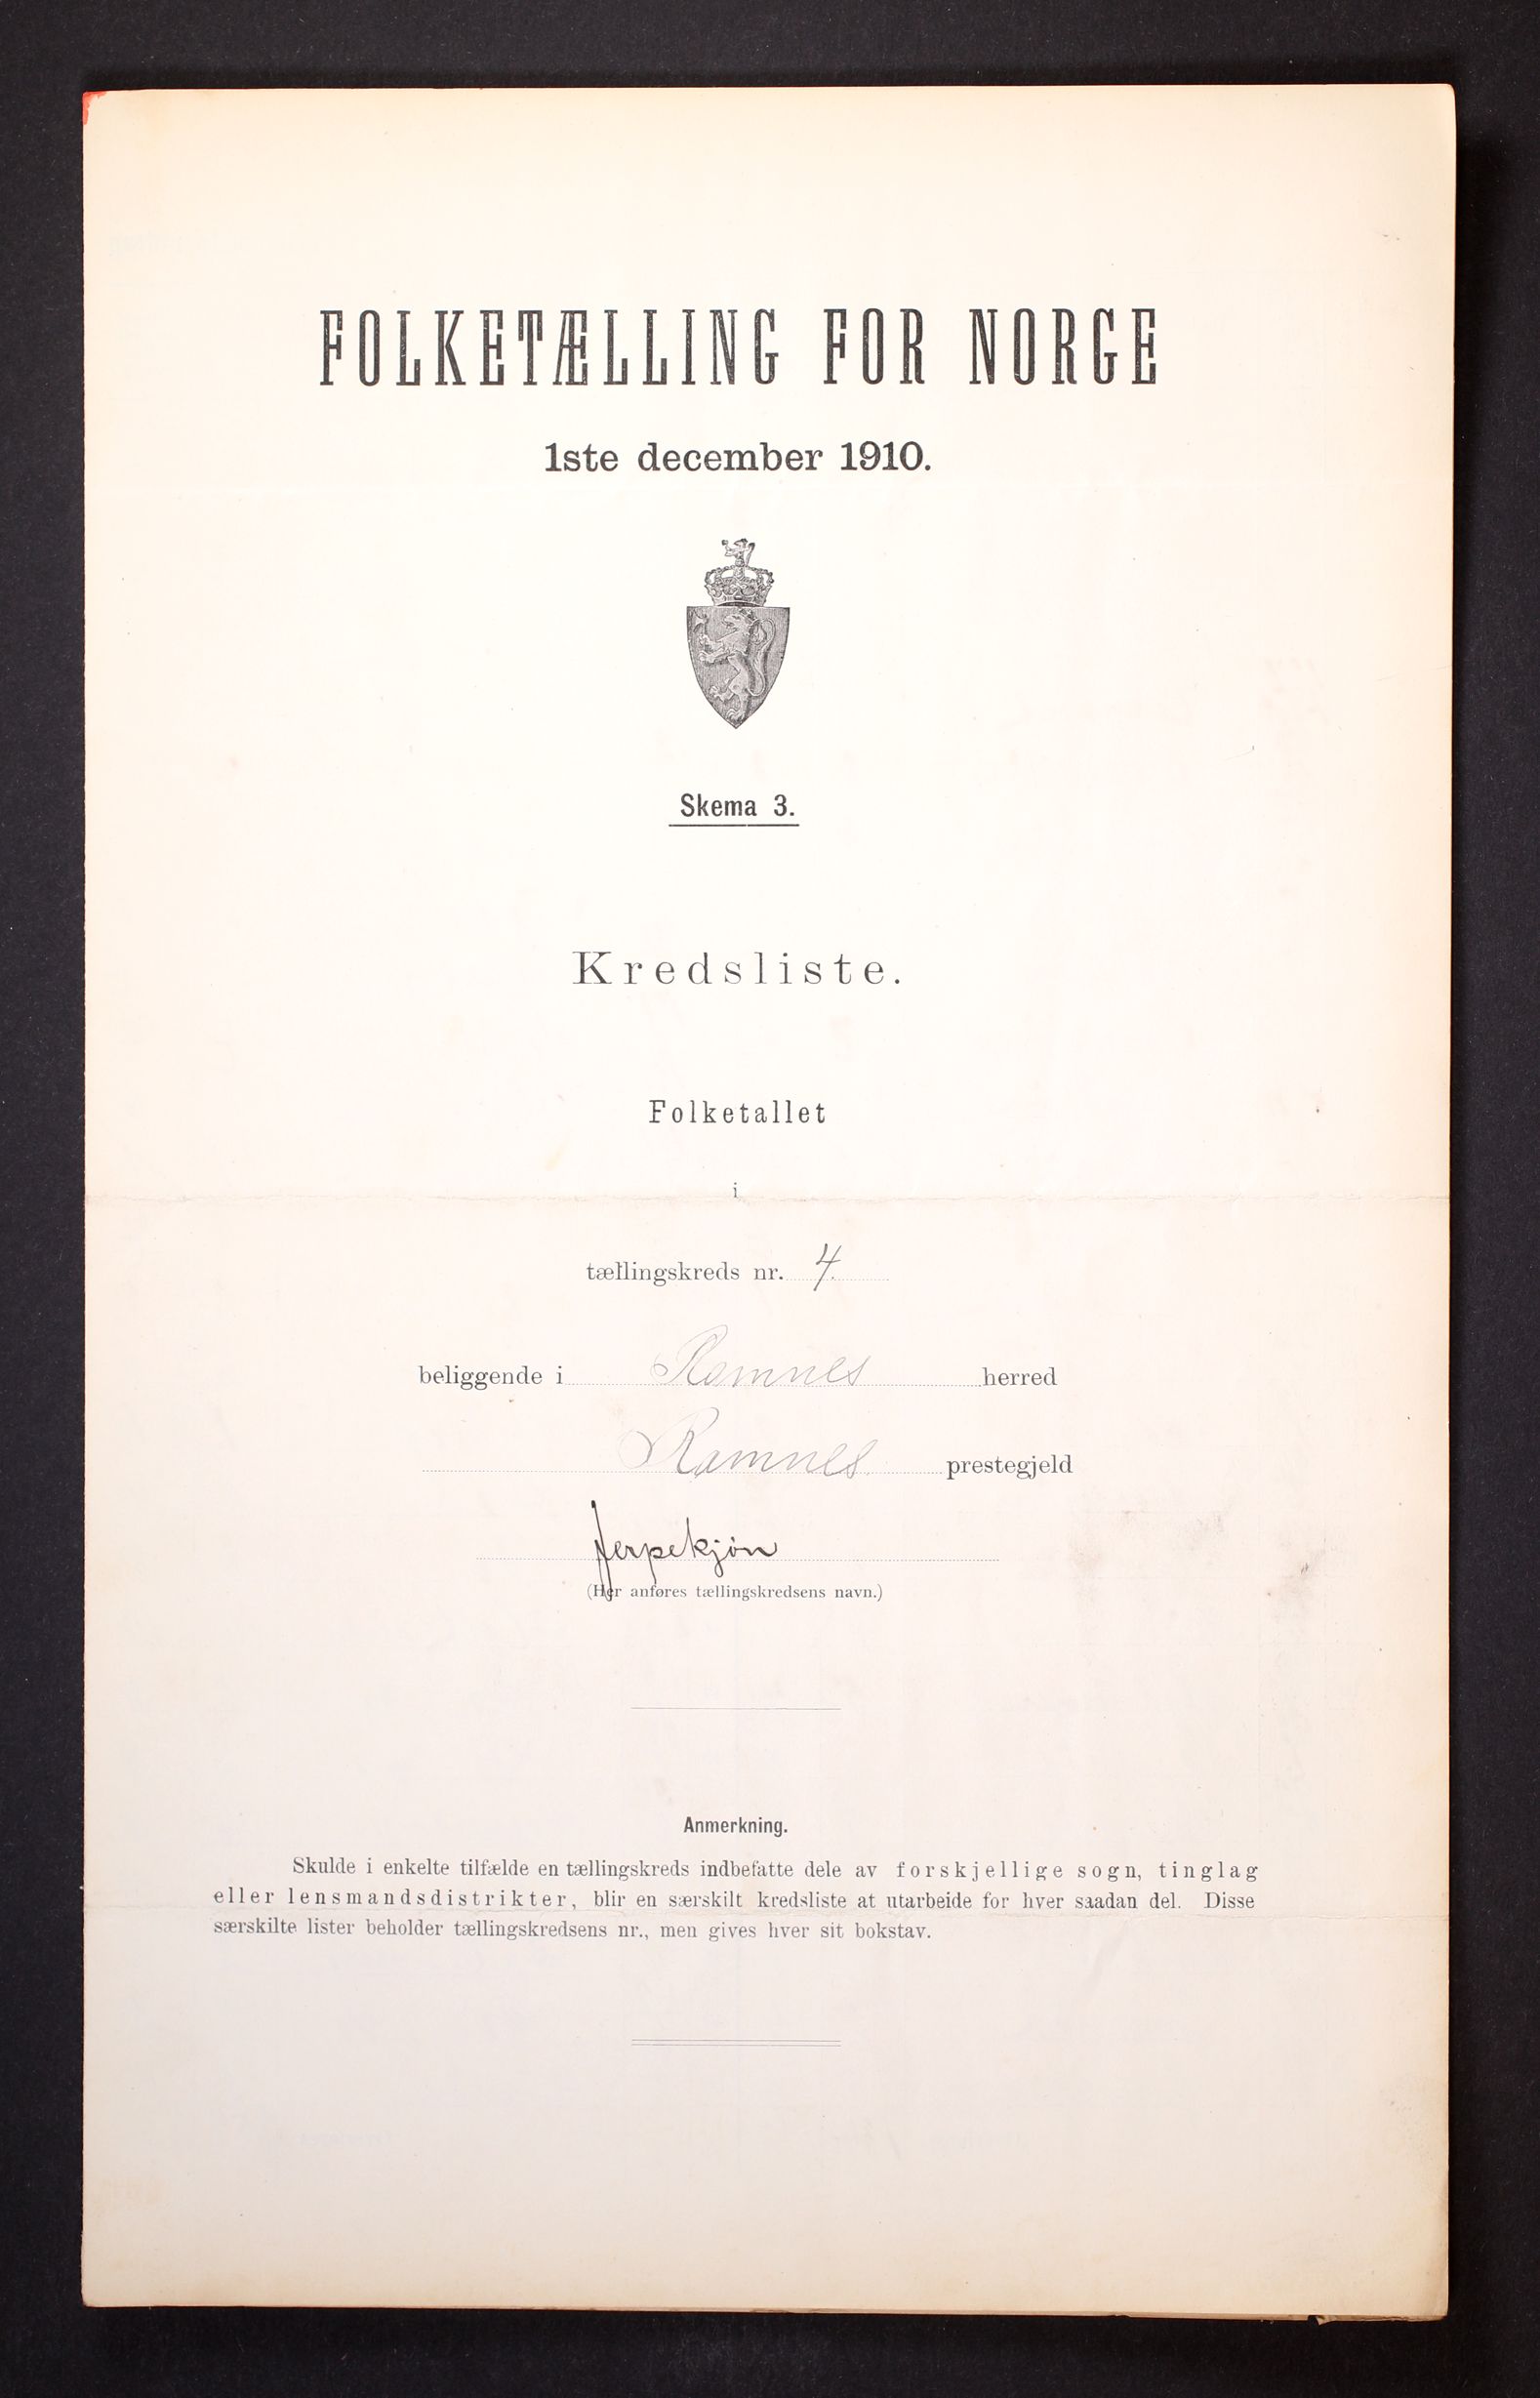 FOLKETÆLLING FOR NORGE
1ste december 1910.
Skema 3.
Kredsliste.
Folketallet
i
tællingskreds nr. 4.
beliggende i Ramnes herred
Ramnes prestegjeld
Jerpekjøn
(Her anføres tællingskredsens navn.)
Anmerkning.
Skulde i enkelte tilfælde en tællingskreds indbefatte dele av forskjellige sogn, tinglag
eller lensmandsdistrikter, blir en særskilt kredsliste at utarbeide for hver saadan del. Disse
særskilte lister beholder tællingskredsens nr., men gives hver sit bokstav.